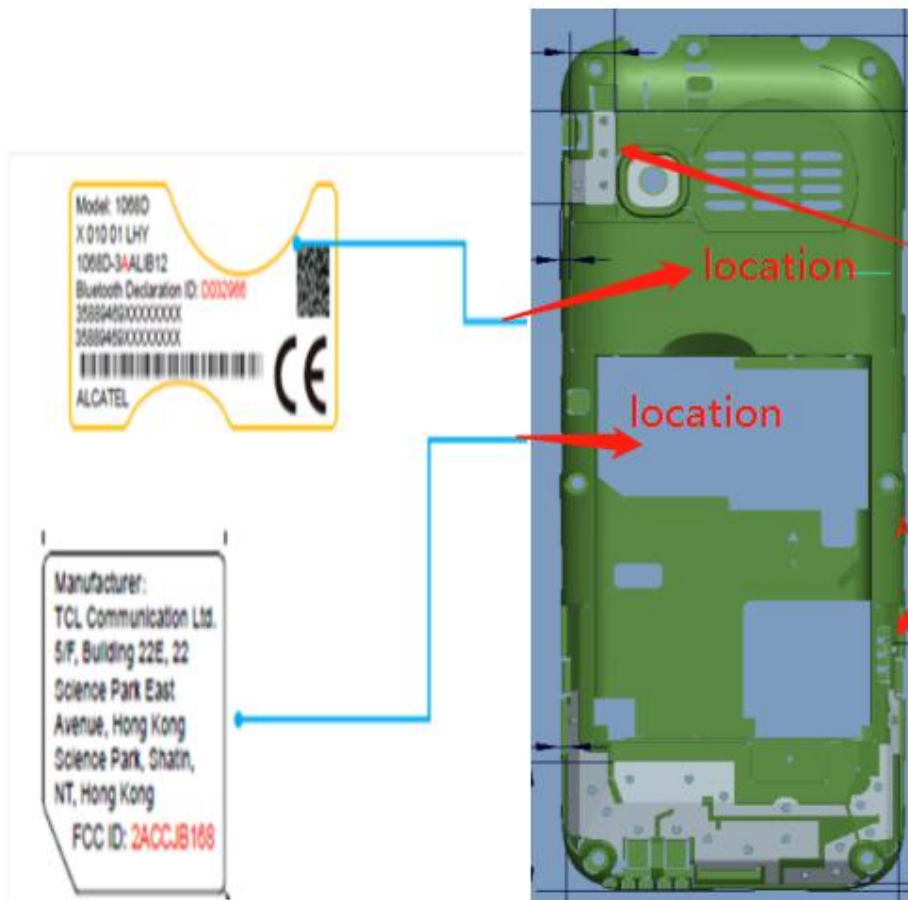 Model: 1068D
X 010 01 LHY
1068D-3AALIB12
Bluetooth Declaration ID: D032966
35889469XXXXXXXX
35889469XXXXXXXX
CE
ALCATEL
location
location
Manufacturer:
TCL Communication Ltd.
5/F, Building 22E, 22
Science Park East
Avenue, Hong Kong
Science Park, Shatin,
NT, Hong Kong
FCC ID: 2ACCJB168